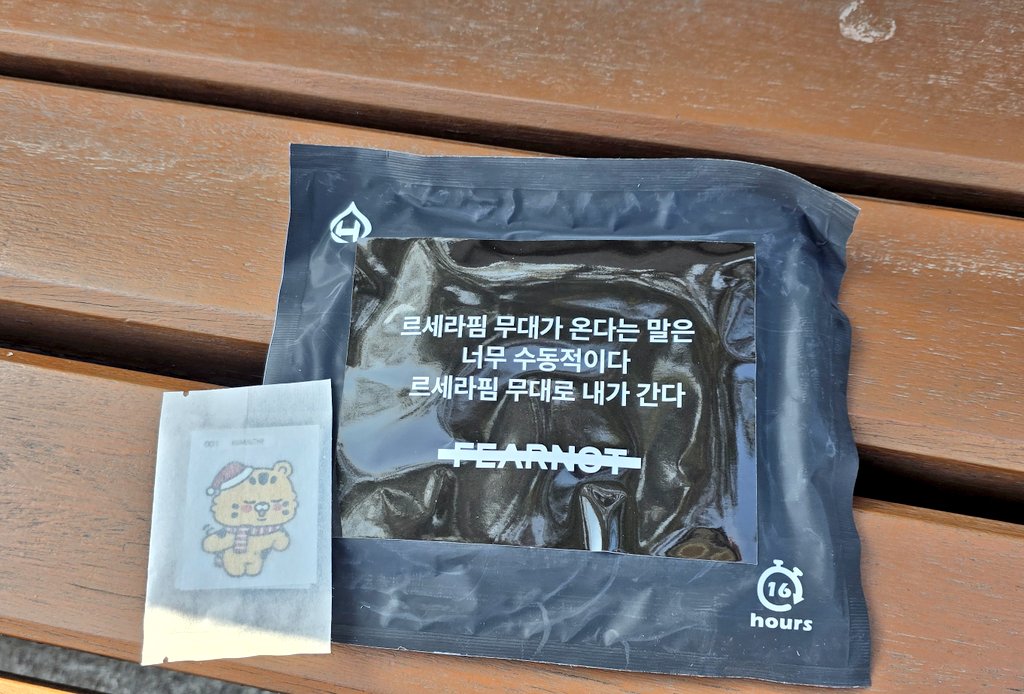 르세라핌 무대가 온다는 말은
너무 수동적이다
르세라핌 무대로 내가 간다
FEARNOT
16
hours